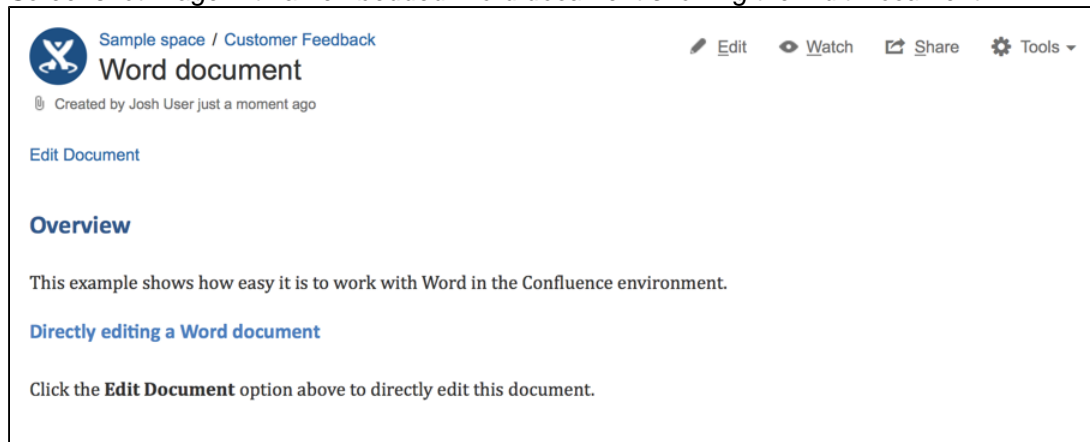 Sample space / Customer Feedback
Word document
Edit Watch Share Tools
Created by Josh User just a moment ago
Edit Document
Overview
This example shows how easy it is to work with Word in the Confluence environment.
Directly editing a Word document
Click the Edit Document option above to directly edit this document.